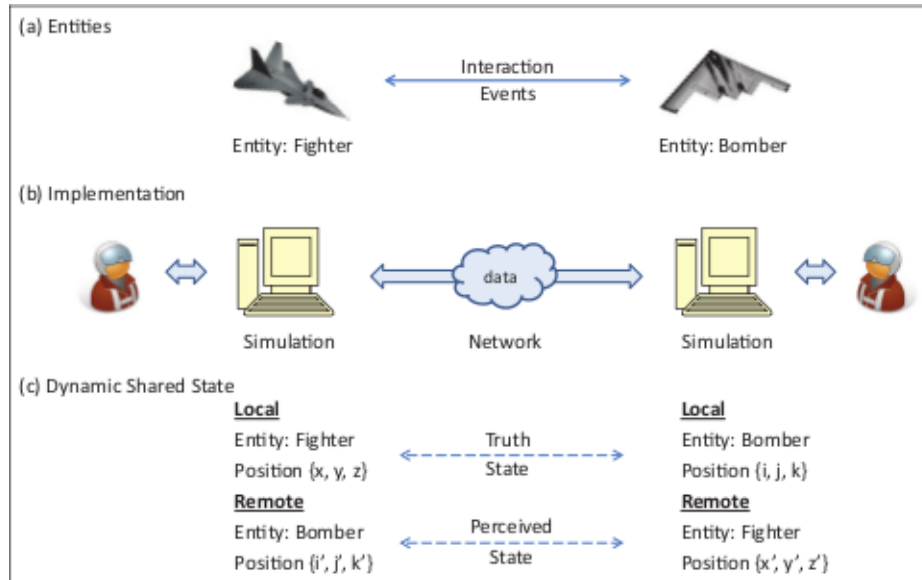 (a) Entities
Interaction
Events
Entity: Fighter
Entity: Bomber
(b) Implementation
data
Simulation
Network
Simulation
(c) Dynamic Shared State
Local
Entity: Fighter
Position {x, y, z}
Truth
State
Local
Entity: Bomber
Position {i, j, k}
Remote
Entity: Bomber
Position {i’, j’, k’}
Perceived
State
Remote
Entity: Fighter
Position {x’, y’, z’}